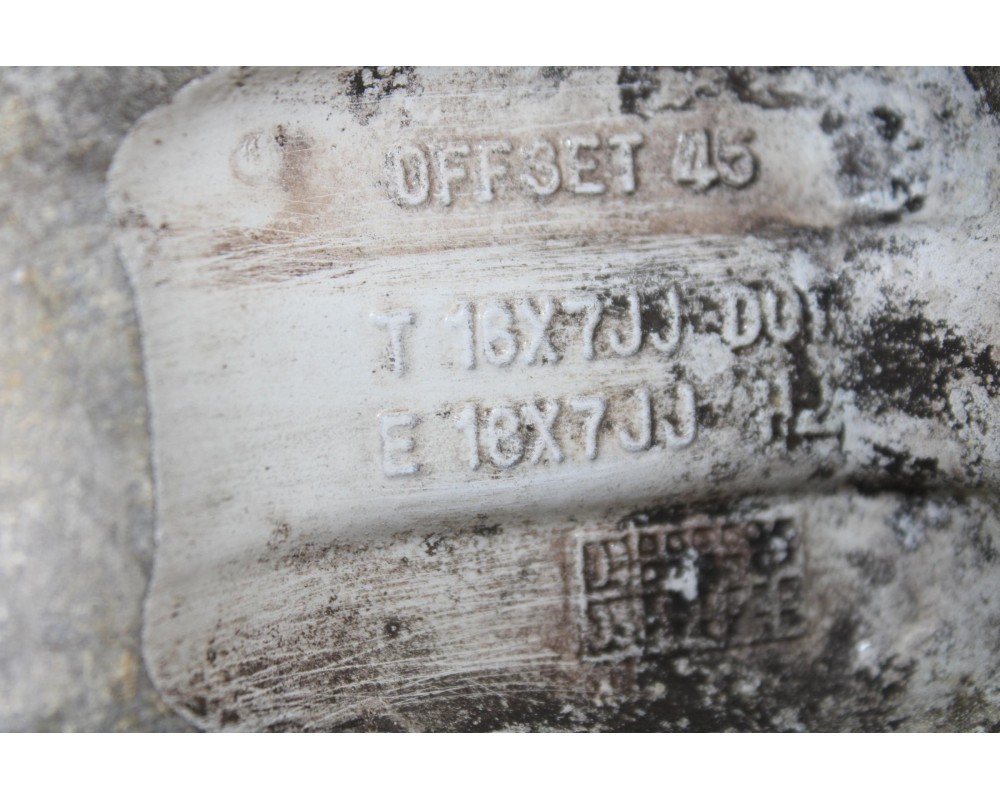 OFFSET 45
T 16X7JJ DOT
E 16X7JJ